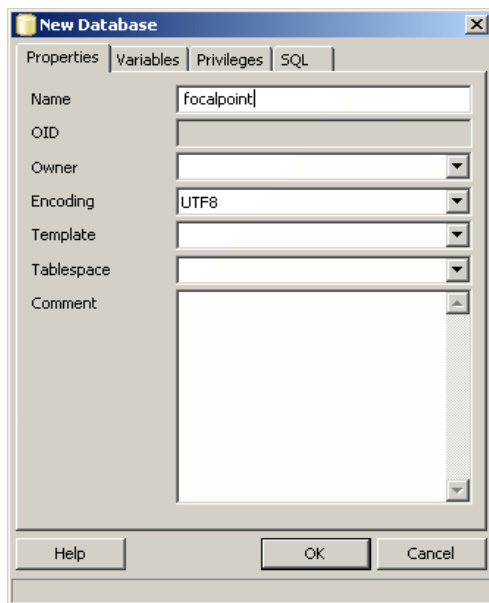 New Database
Properties Variables Privileges SQL
Name focalpoint
OID
Owner
Encoding UTF8
Template
Tablespace
Comment
Help OK Cancel